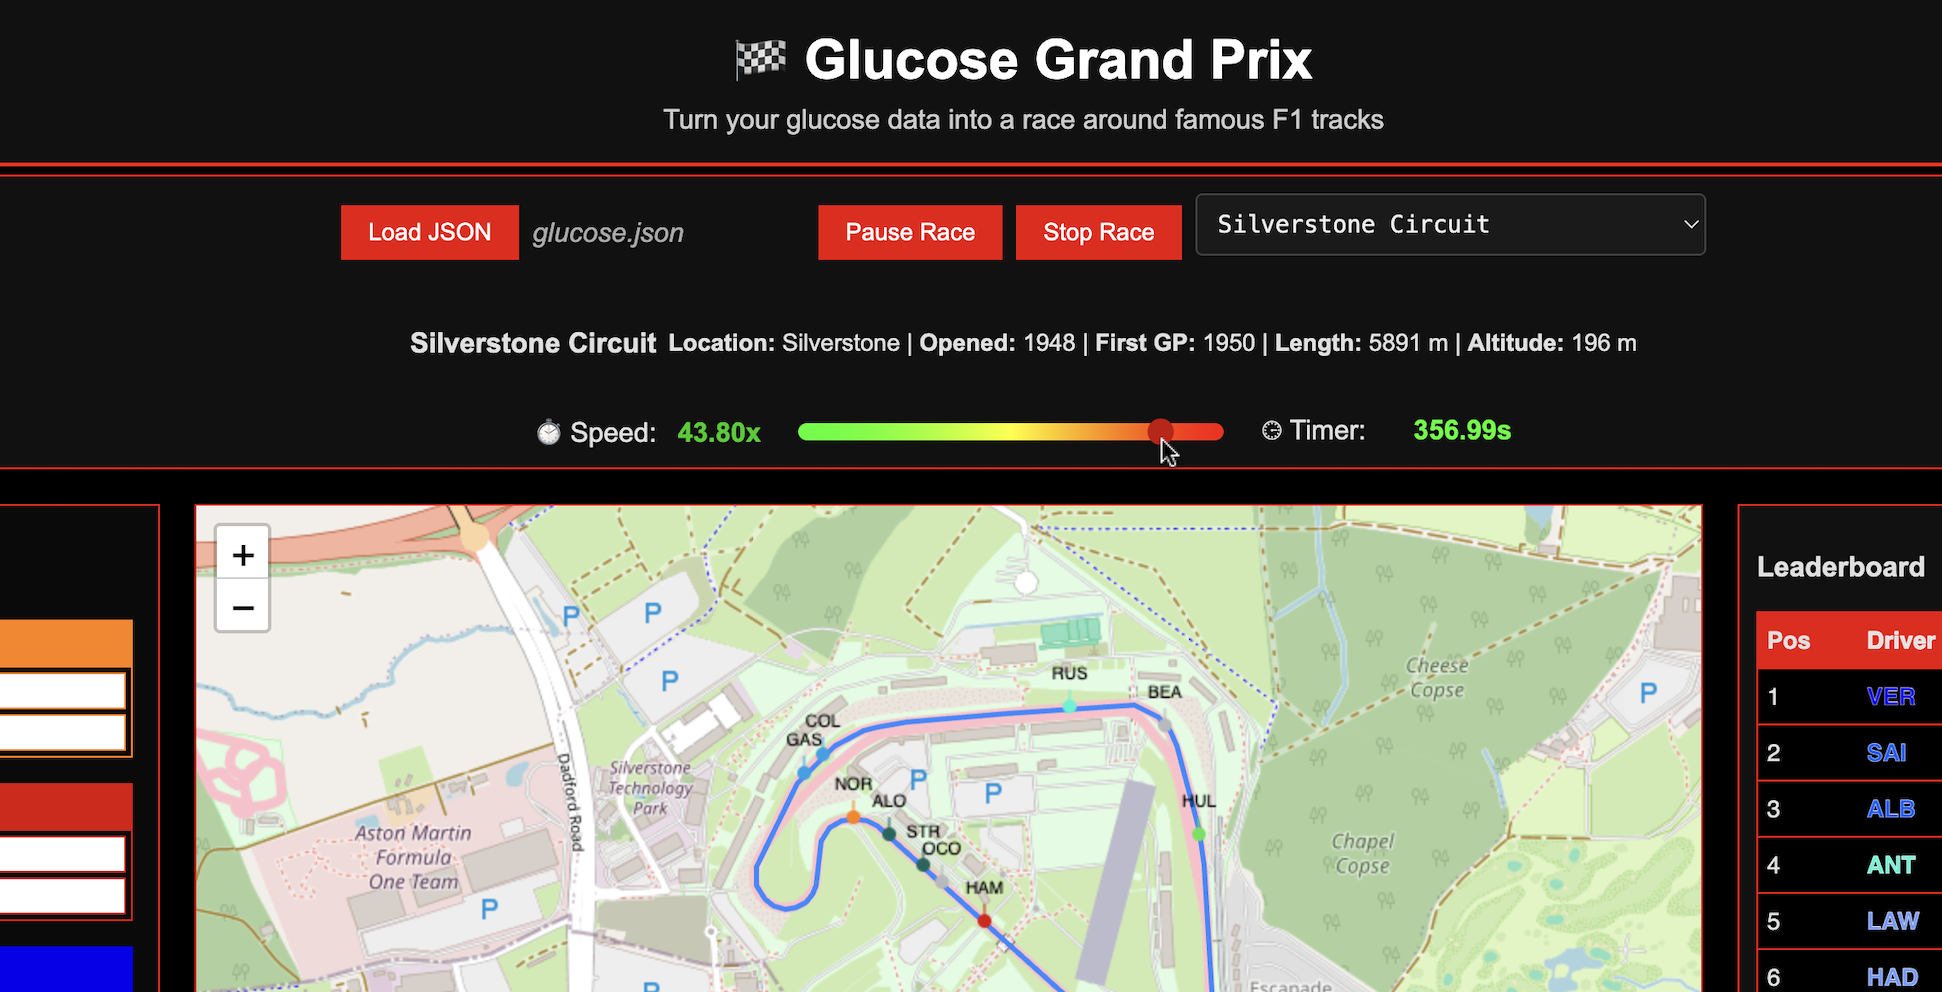 Glucose Grand Prix
Turn your glucose data into a race around famous F1 tracks
Load JSON
glucose.json
Pause Race
Stop Race
Silverstone Circuit
Silverstone Circuit Location: Silverstone | Opened: 1948 | First GP: 1950 | Length: 5891 m | Altitude: 196 m
Speed: 43.80x
Timer: 356.99s
+
−
P
P
P
RUS
BEA
COL
GAS
NOR
ALO
P
P
STR
OCO
HUL
HAM
Cheese
Copse
P
Chapel
Copse
Silverstone
Technology
Park
Dadford Road
Aston Martin
Formula
One Team
P
P
Escapade
Leaderboard
Pos Driver
1 VER
2 SAI
3 ALB
4 ANT
5 LAW
6 HAD